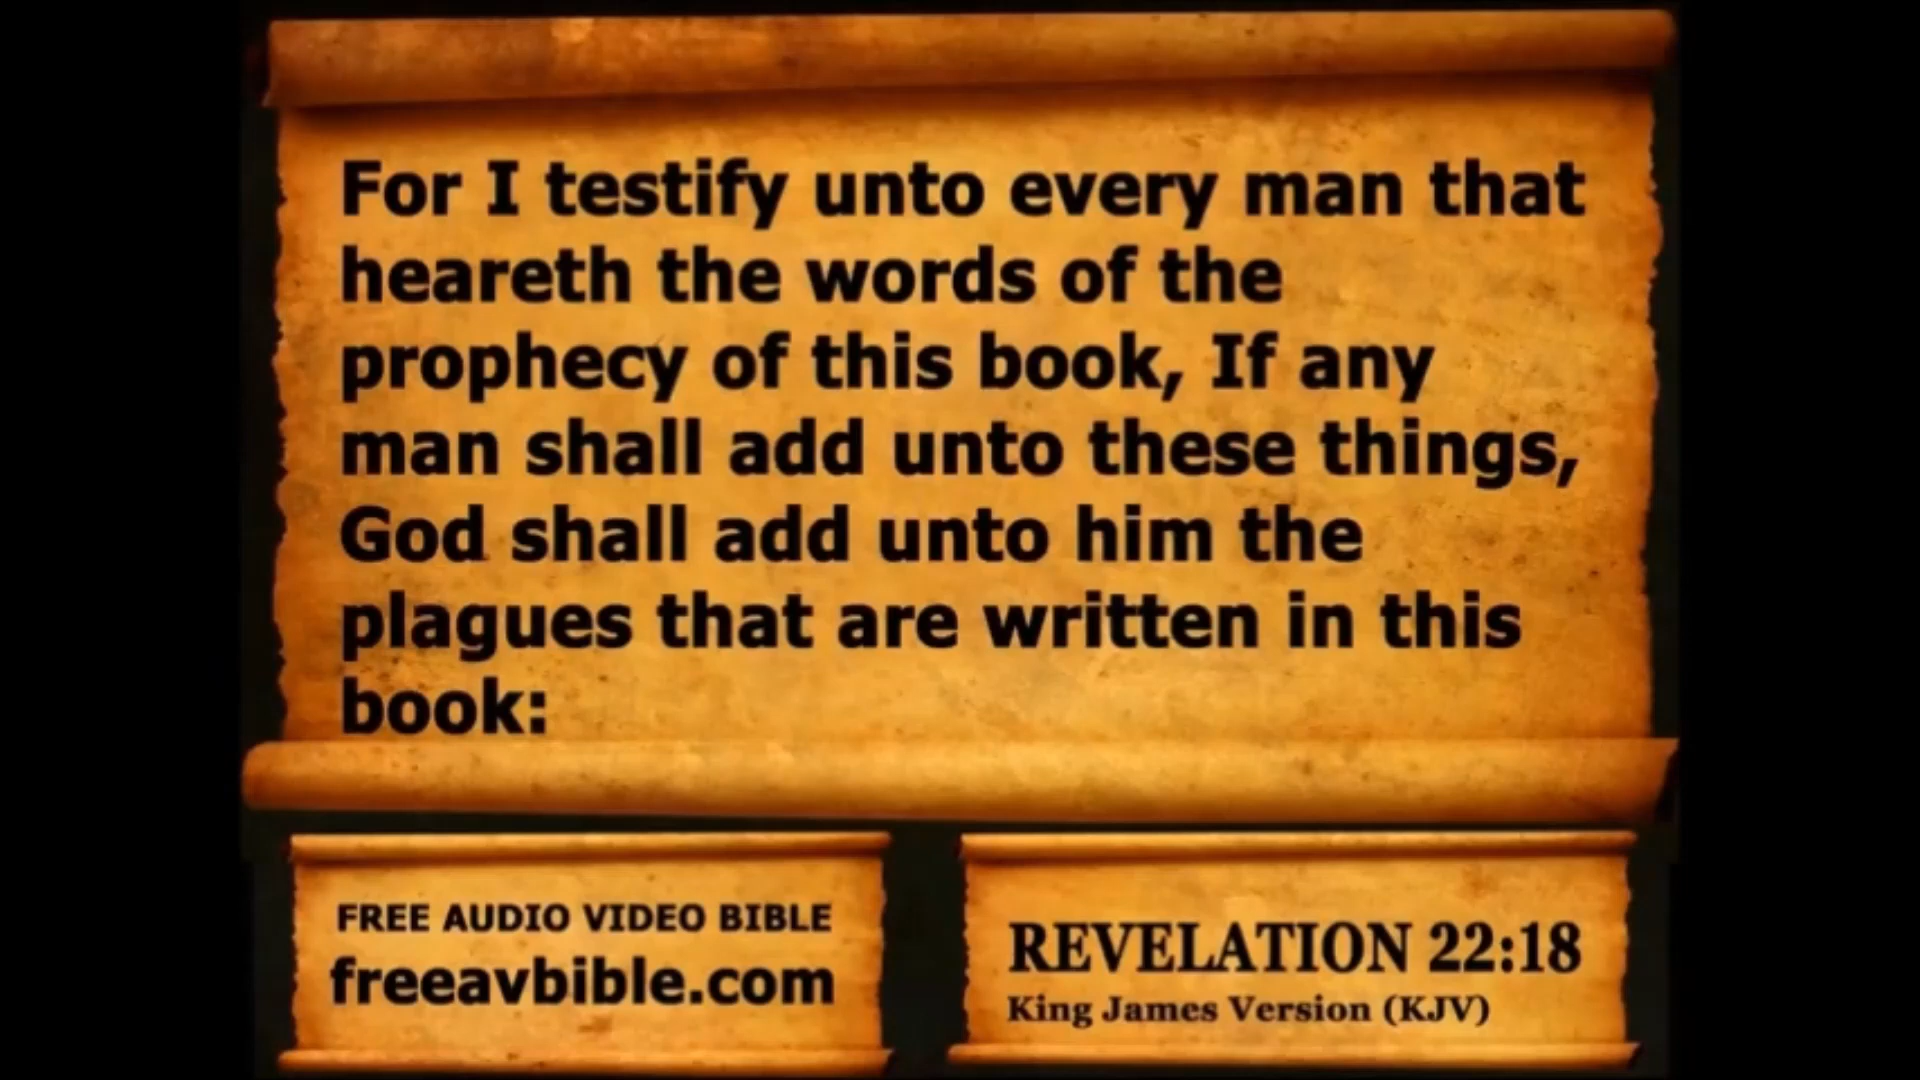 For I testify unto every man that
heareth the words of the
prophecy of this book, If any
man shall add unto these things,
God shall add unto him the
plagues that are written in this
book:
FREE AUDIO VIDEO BIBLE
freeavbible.com
REVELATION 22:18
King James Version (KJV)